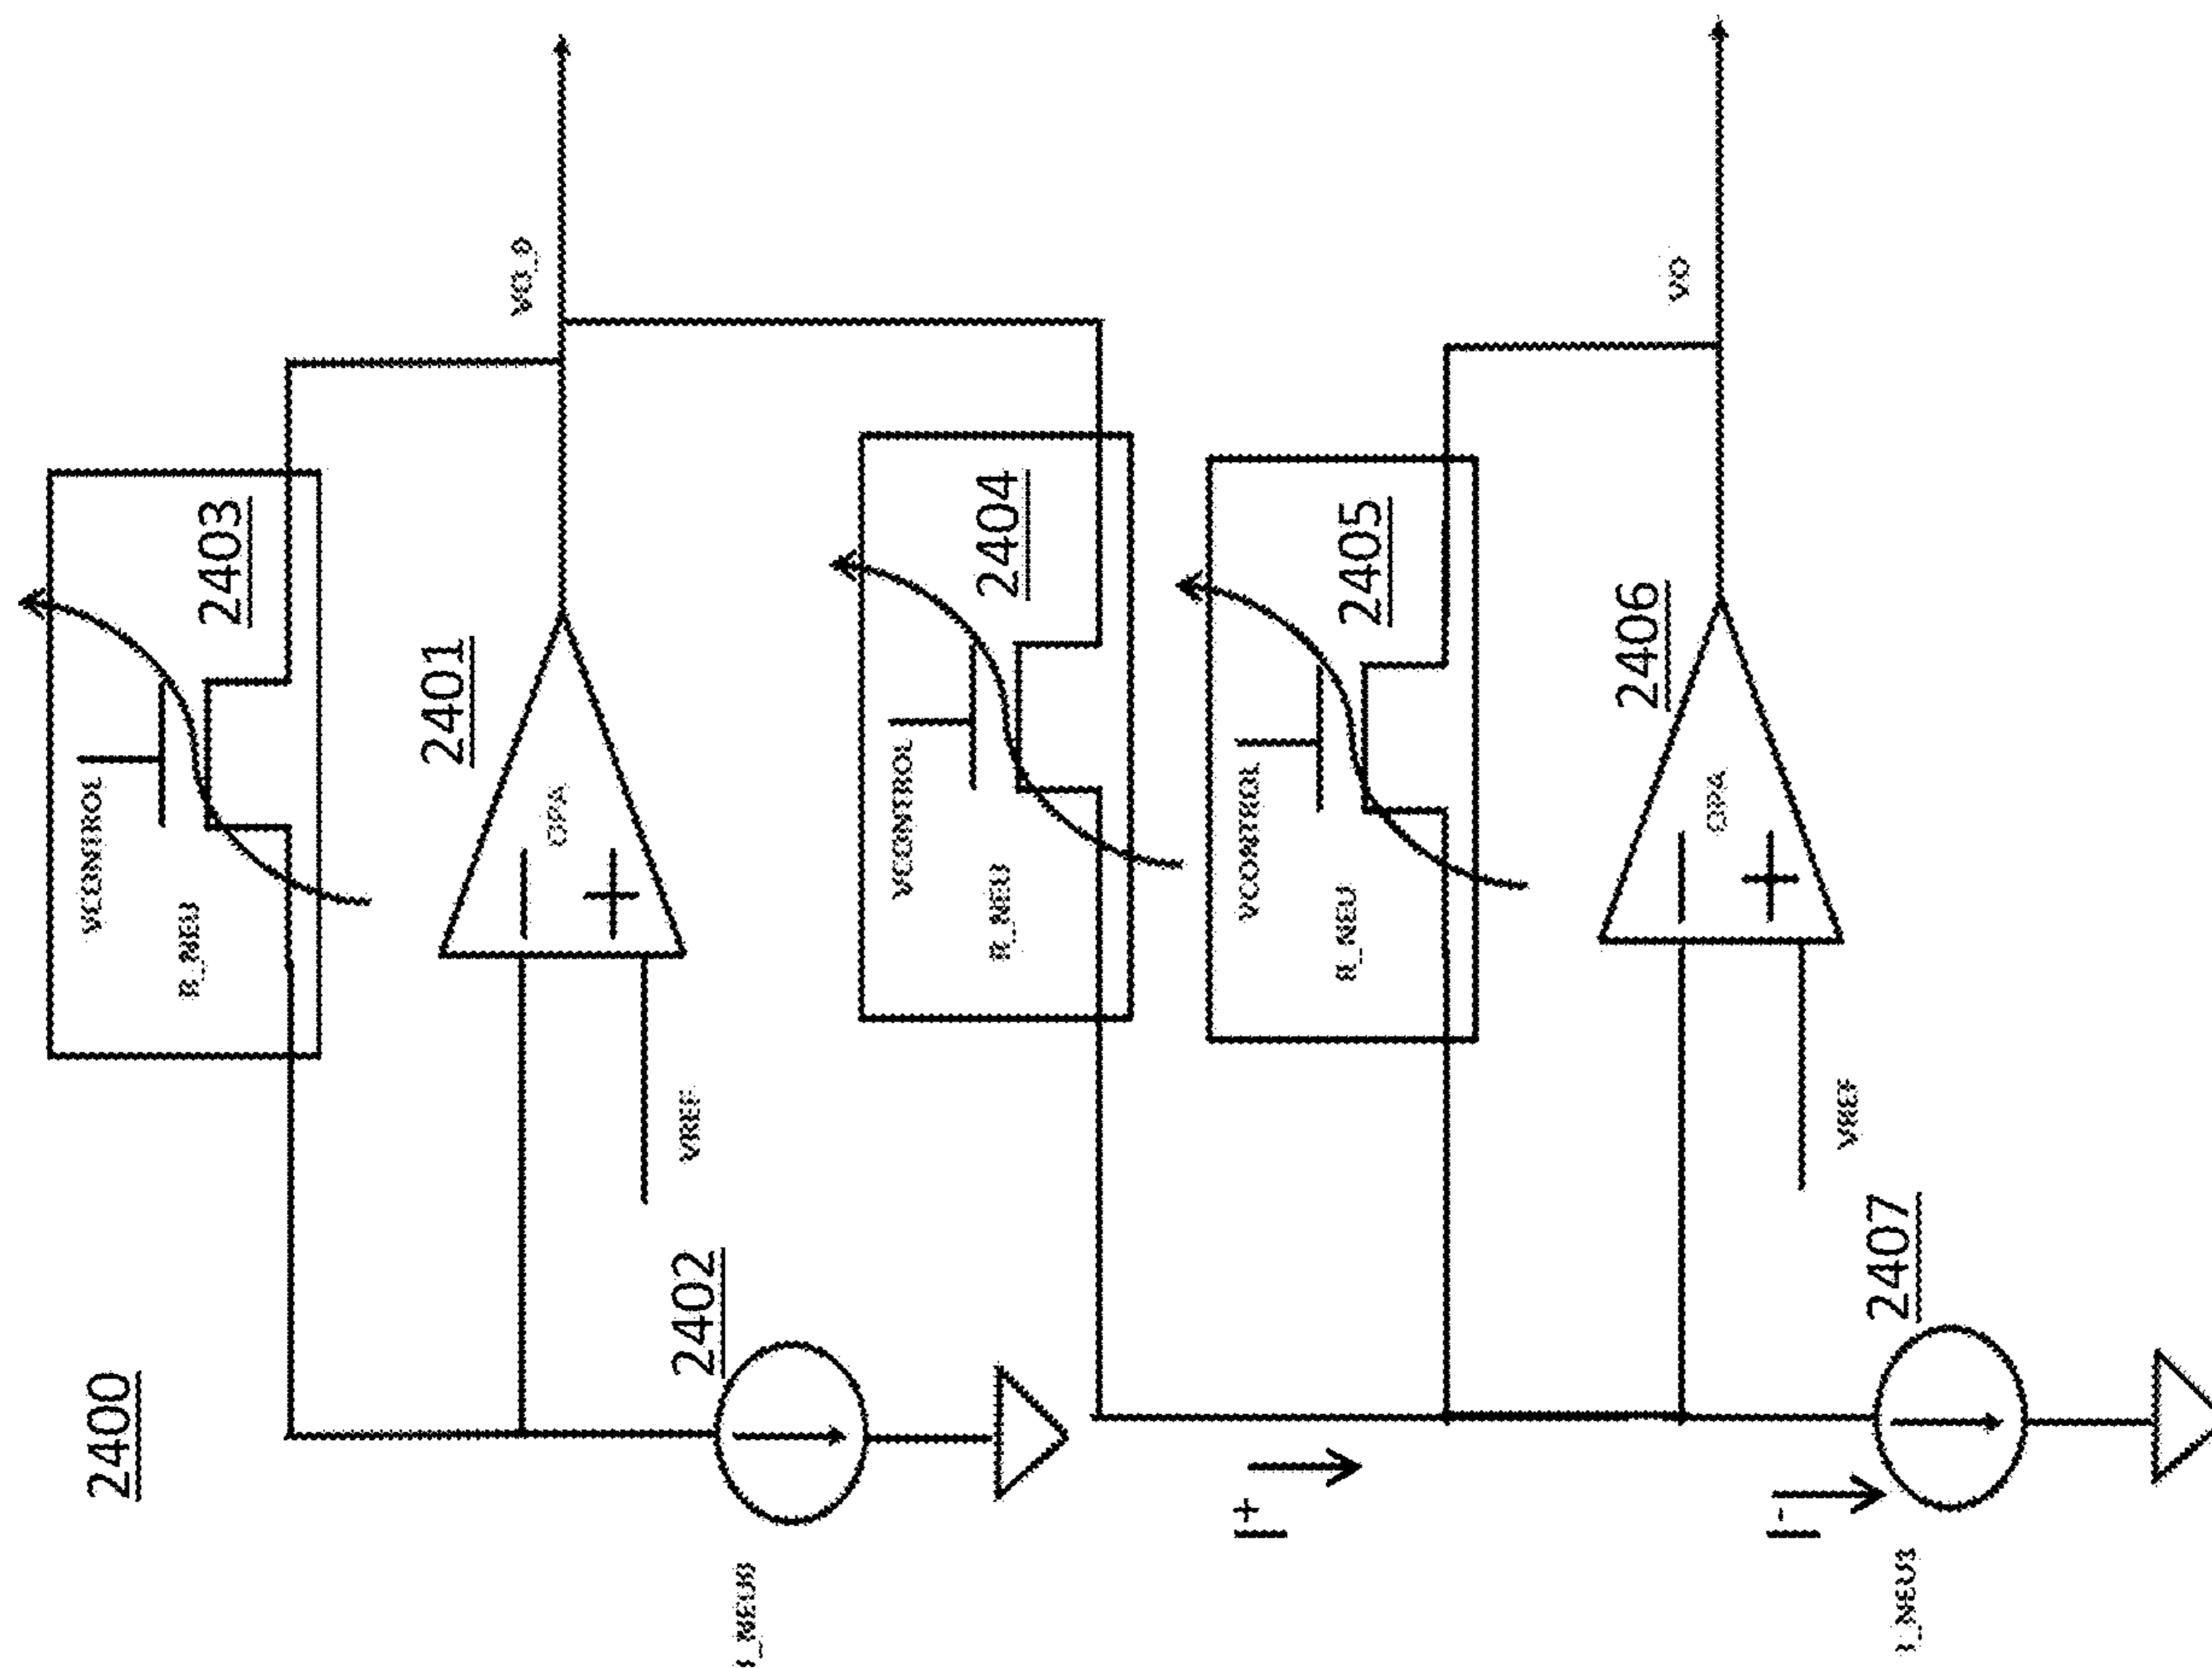 2400
VCONTROL
R_NEU
2403
2401
OPA
VREF
2402
VCONTROL
R_NEU
2404
I+
VCONTROL
R_NEU
2405
2406
OPA
VO
VREF
2407
I-